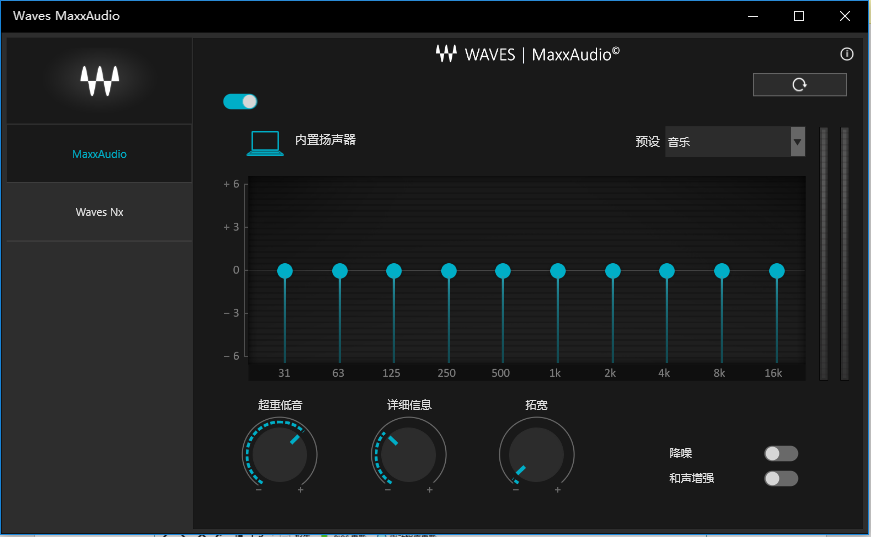 Waves MaxxAudio
WAVES | MaxxAudio©
MaxxAudio
Waves Nx
内置扬声器
预设 音乐
+ 6
+ 3
0
− 3
− 6
31 63 125 250 500 1k 2k 4k 8k 16k
超重低音 详细信息 拓宽
− + − + − +
降噪
和声增强